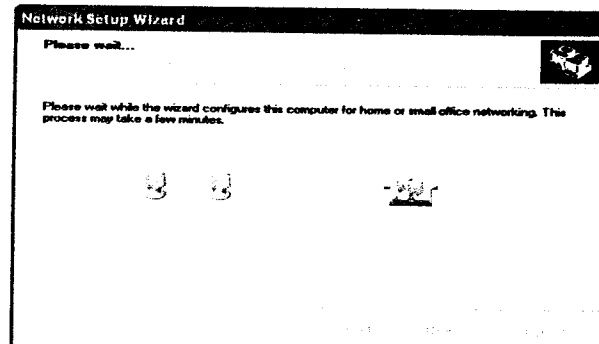 Network Setup Wizard
Please wait...
Please wait while the wizard configures this computer for home or small office networking. This
process may take a few minutes.